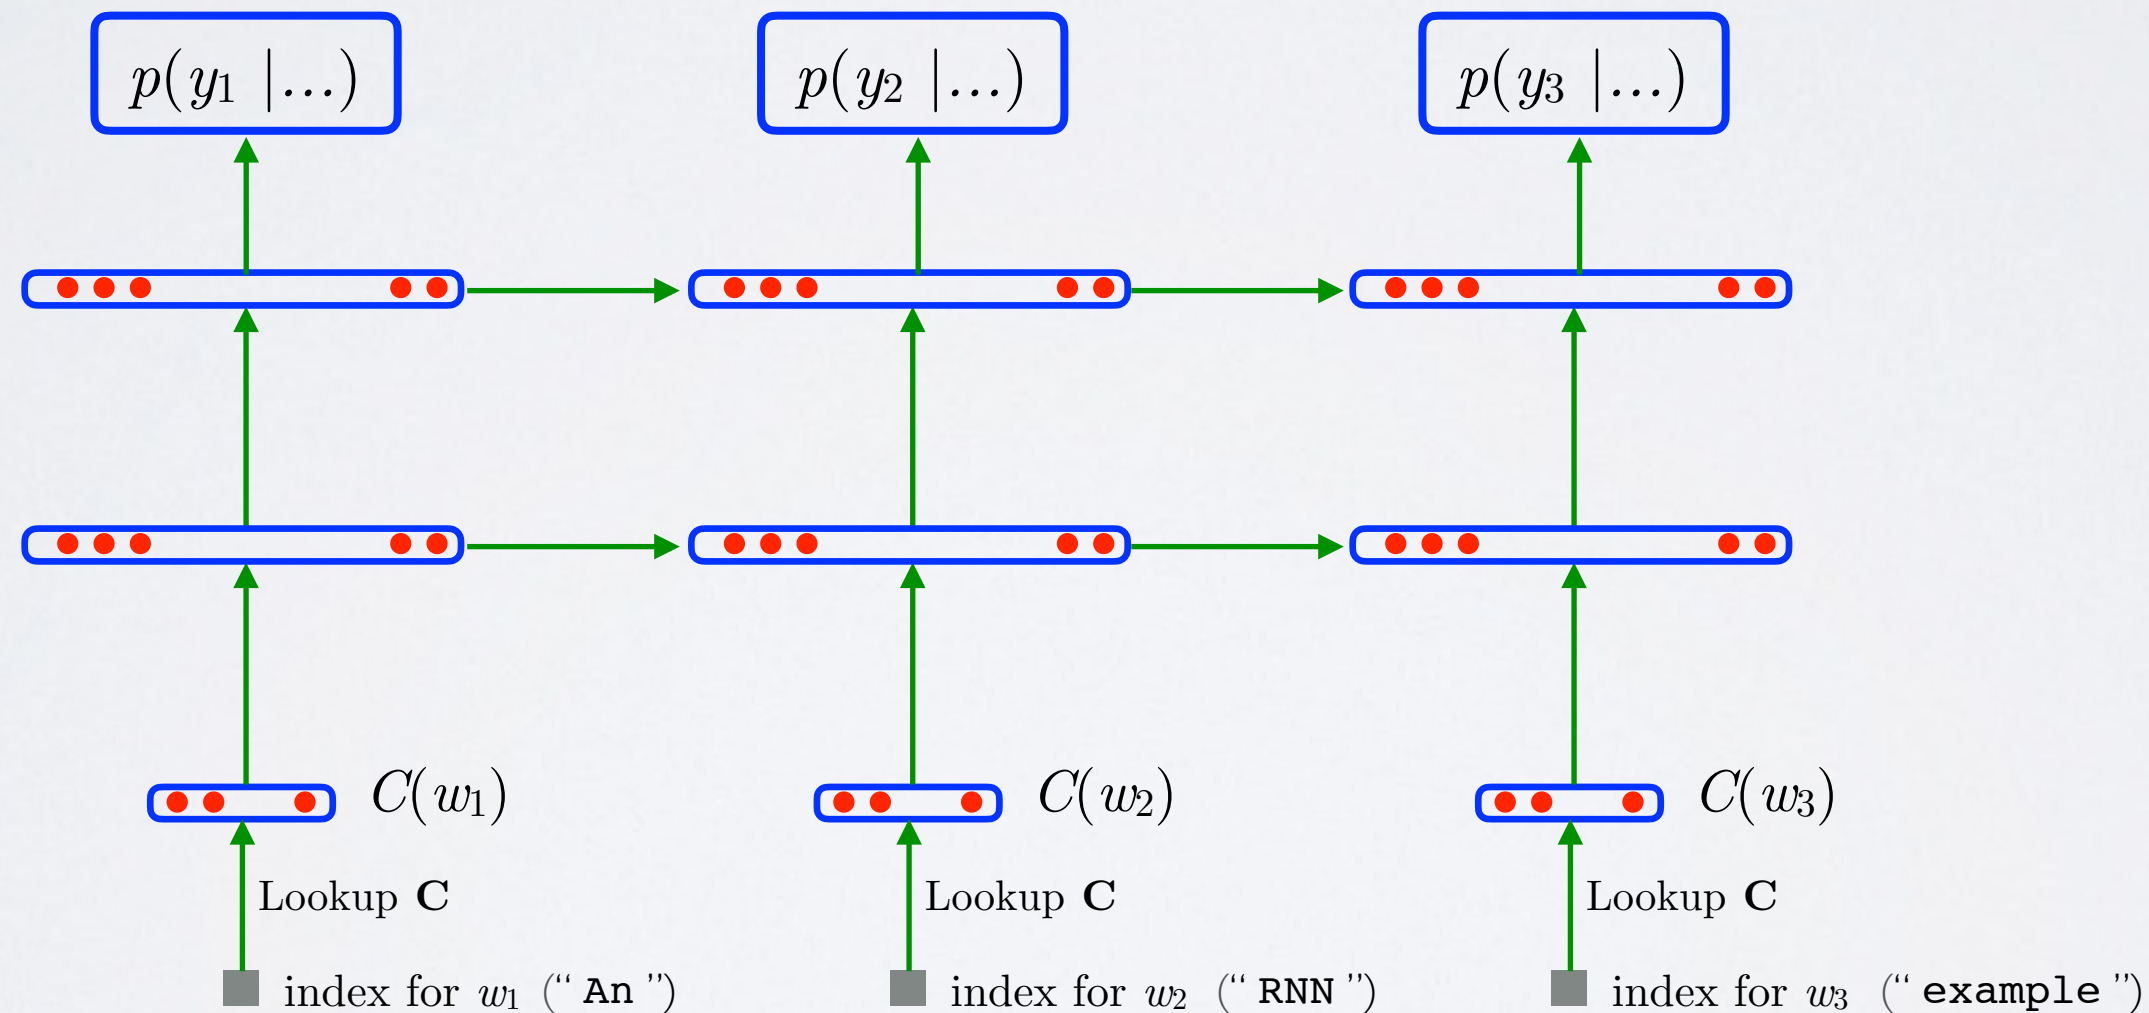 p(y₁ |...) p(y₂ |...) p(y₃ |...)
C(w₁) C(w₂) C(w₃)
Lookup C Lookup C Lookup C
index for w₁ (“ An ”) index for w₂ (“ RNN ”) index for w₃ (“ example ”)